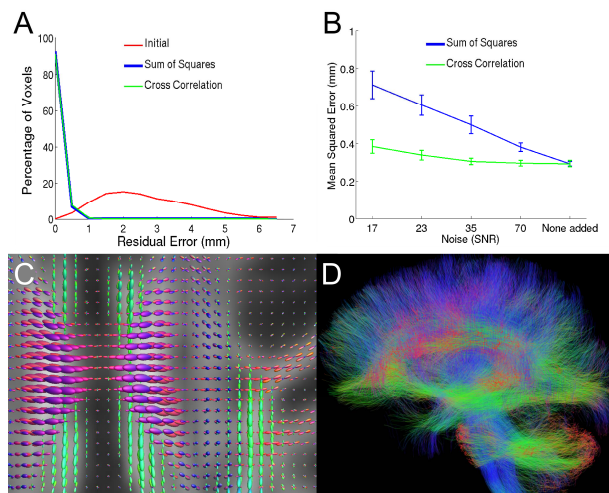 A
B
Initial
Sum of Squares
Cross Correlation
Percentage of Voxels
100
80
60
40
20
0
0 1 2 3 4 5 6 7
Residual Error (mm)
Sum of Squares
Cross Correlation
Mean Squared Error (mm)
1
0.8
0.6
0.4
0.2
0
17 23 35 70 None added
Noise (SNR)
C
D